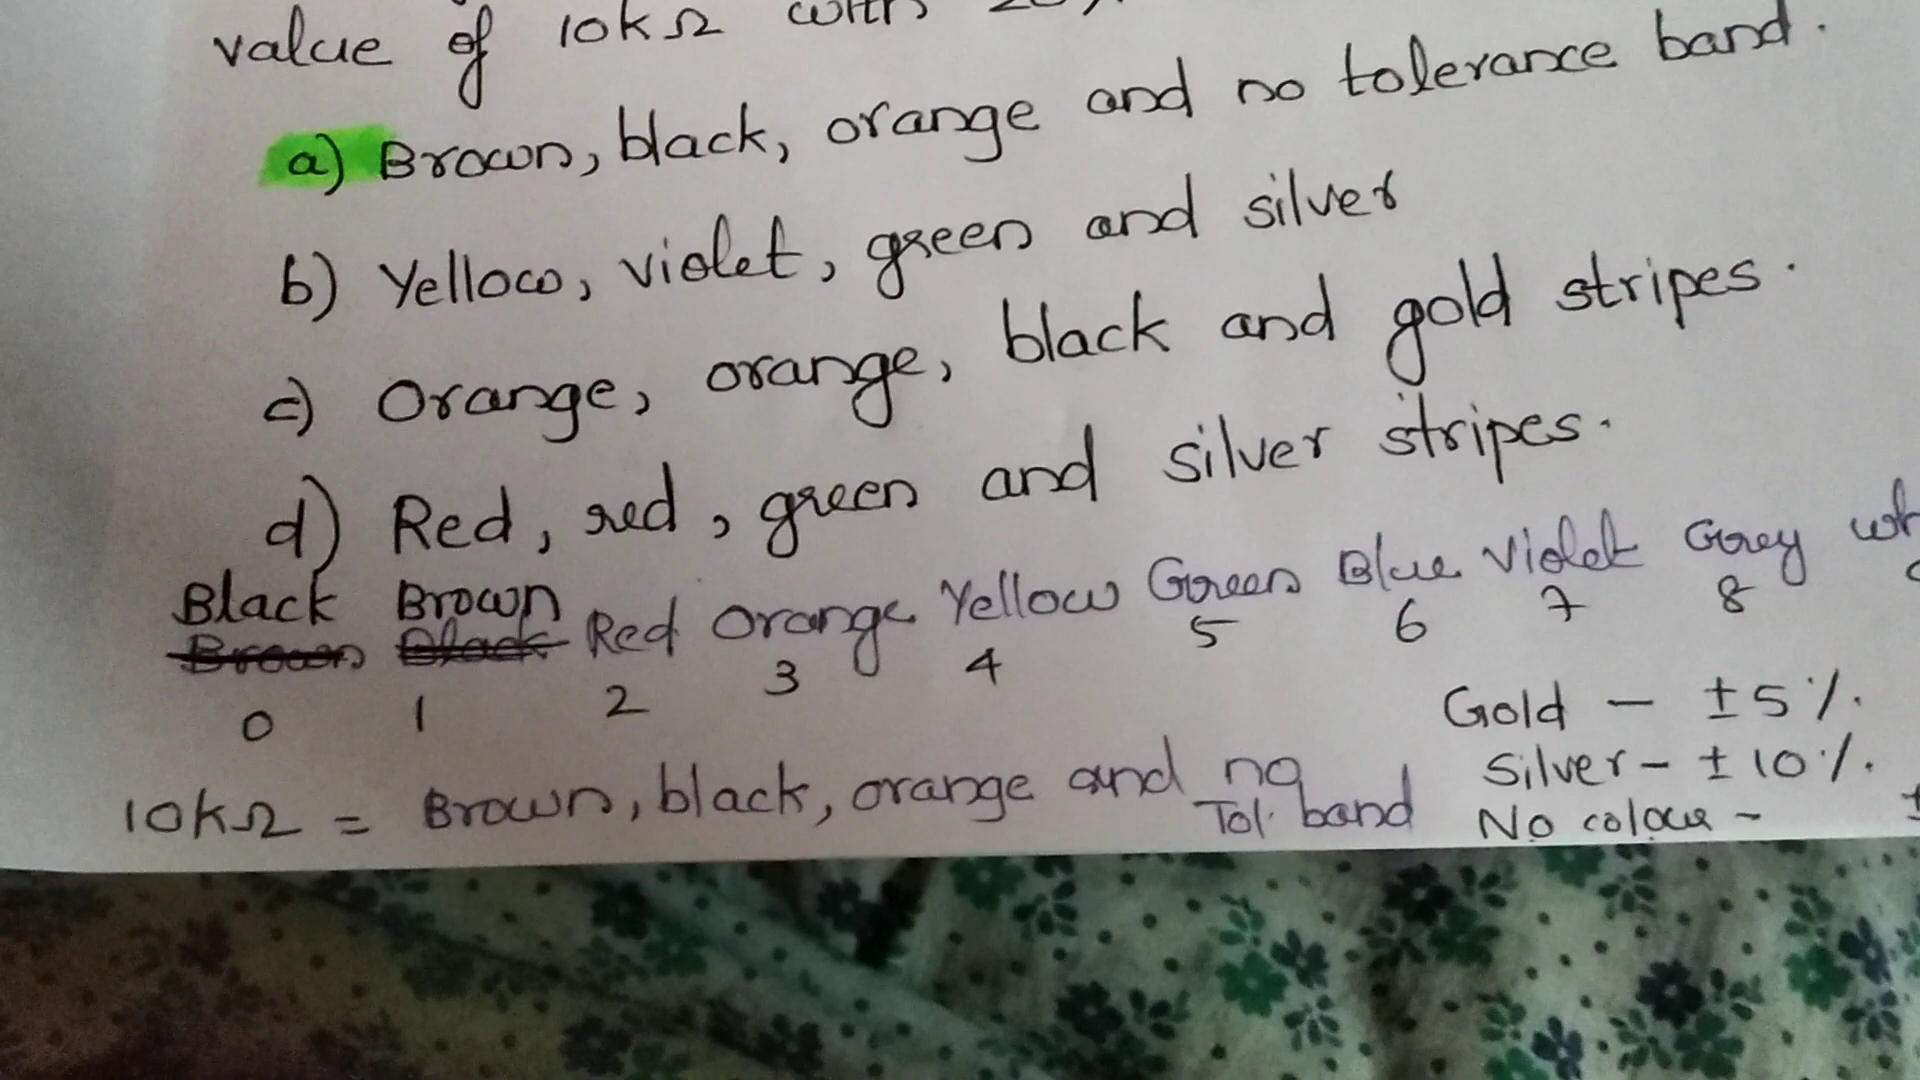 value of 10kΩ with
a) Brown, black, orange and no tolerance band.
b) Yellow, violet, green and silver
c) Orange, orange, black and gold stripes.
d) Red, red, green and silver stripes.
Black Brown
Brown Black Red Orange Yellow Green Blue Violet Grey
0 1 2 3 4 5 6 7 8
Gold - ±5%.
10kΩ = Brown, black, orange and no Tol. band
Silver - ±10%.
No colour -